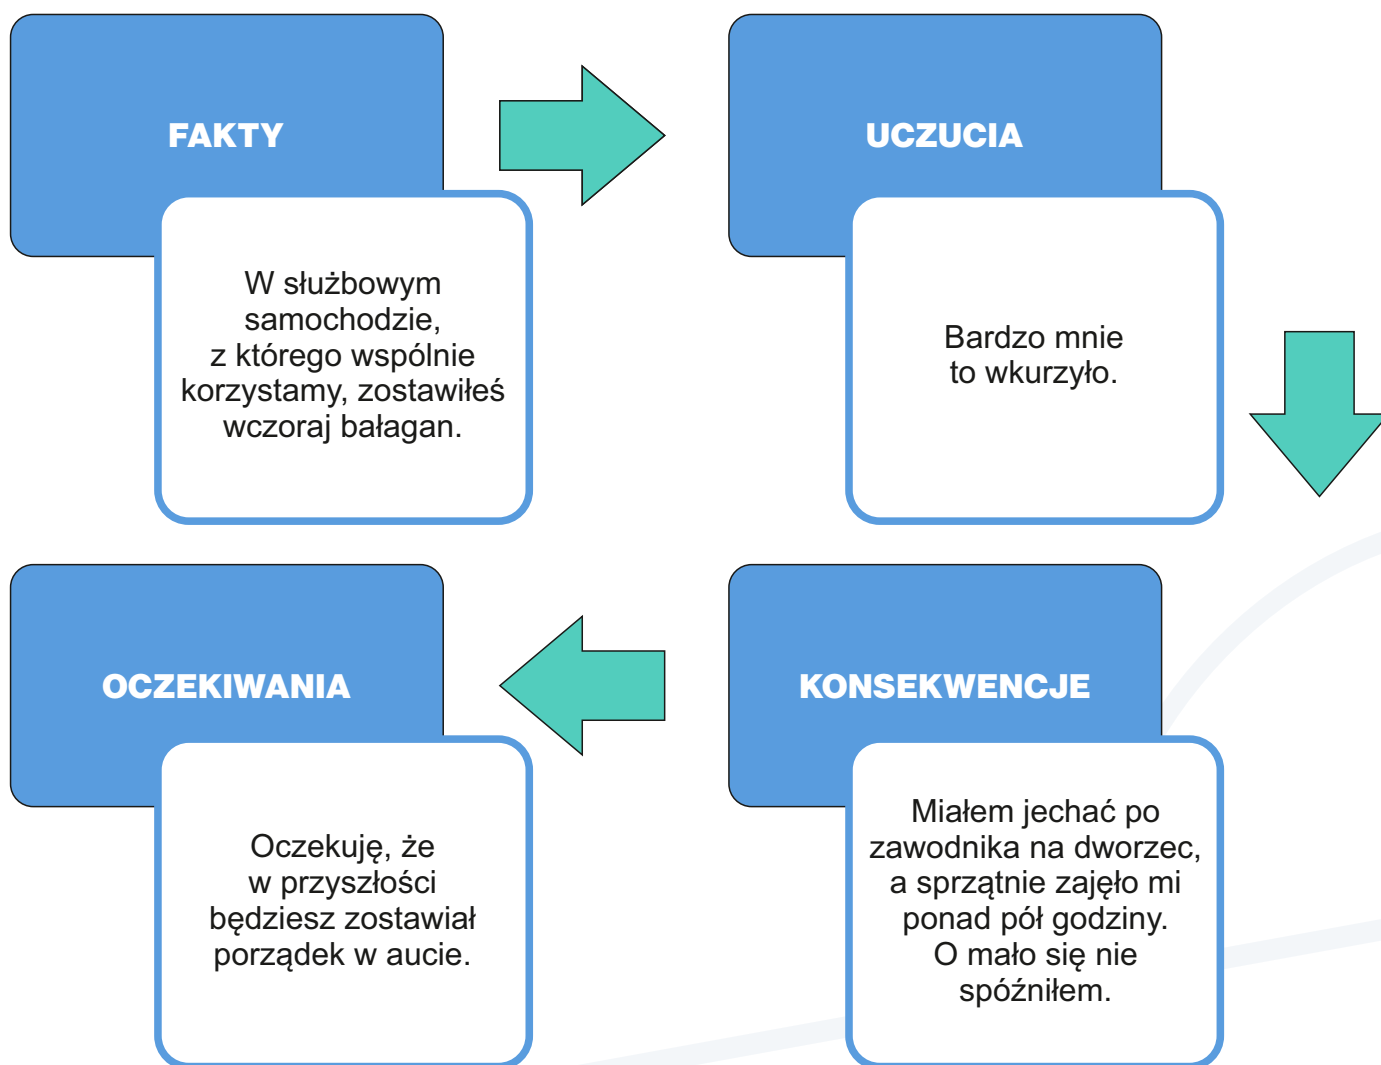 FAKTY
W służbowym
samochodzie,
z którego wspólnie
korzystamy, zostawiłeś
wczoraj bałagan.
UCZUCIA
Bardzo mnie
to wkurzyło.
KONSEKWENCJE
Miałem jechać po
zawodnika na dworzec,
a sprzątnie zajęło mi
ponad pół godziny.
O mało się nie
spóźniłem.
OCZEKIWANIA
Oczekuję, że
w przyszłości
będziesz zostawiał
porządek w aucie.